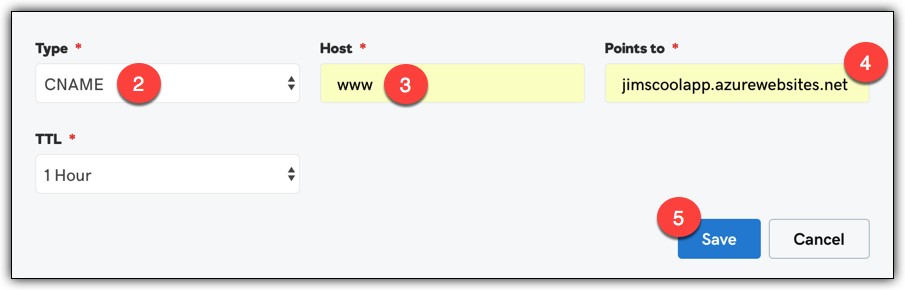 Type * Host * Points to *
CNAME 2 www 3 jimscoolapp.azurewebsites.net 4
TTL *
1 Hour
5 Save Cancel